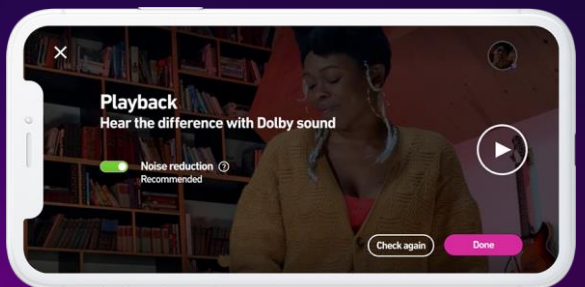 Playback
Hear the difference with Dolby sound
Noise reduction ?
Recommended
Check again
Done